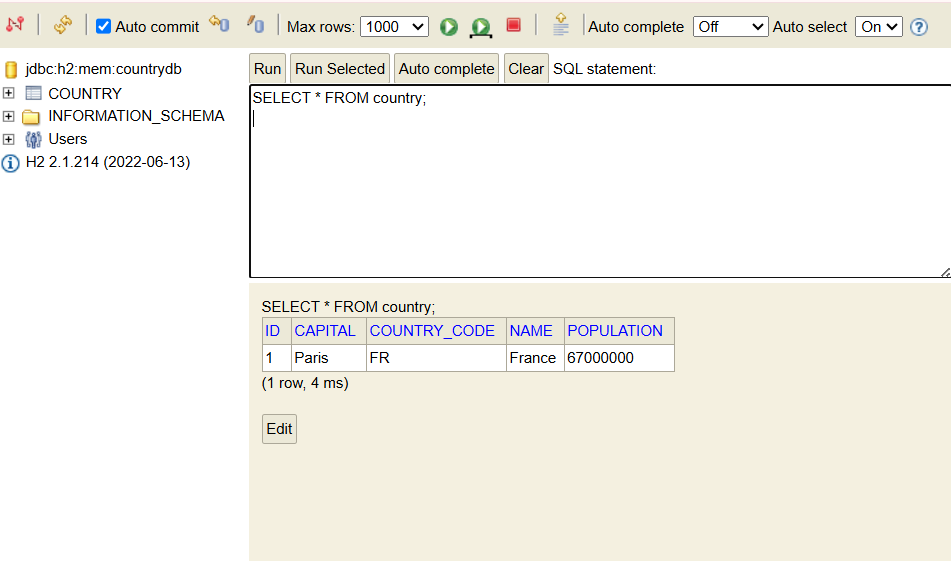 Auto commit Max rows: 1000 Auto complete Off Auto select On ?
jdbc:h2:mem:countrydb
COUNTRY
INFORMATION_SCHEMA
Users
H2 2.1.214 (2022-06-13)
Run Run Selected Auto complete Clear SQL statement:
SELECT * FROM country;
SELECT * FROM country;
ID CAPITAL COUNTRY_CODE NAME POPULATION
1 Paris FR France 67000000
(1 row, 4 ms)
Edit